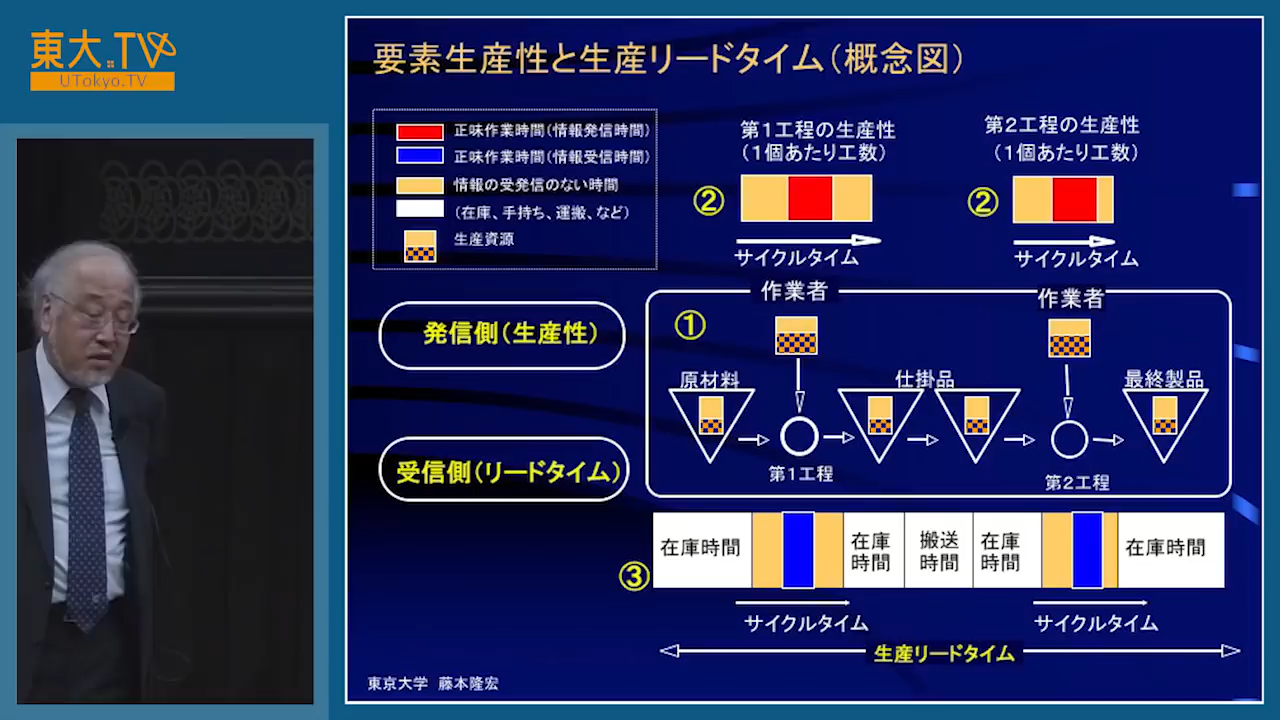 東大.TV
UTokyo.TV
要素生産性と生産リードタイム(概念図)
正味作業時間(情報発信時間)
正味作業時間(情報受信時間)
情報の受発信のない時間
(在庫、手持ち、運搬、など)
生産資源
第1工程の生産性
(1個あたり工数)
②
サイクルタイム
第2工程の生産性
(1個あたり工数)
②
サイクルタイム
発信側(生産性)
受信側(リードタイム)
①
作業者
作業者
原材料
仕掛品
最終製品
第1工程
第2工程
③
在庫時間
在庫
時間
搬送
時間
在庫
時間
在庫時間
サイクルタイム
サイクルタイム
生産リードタイム
東京大学 藤本隆宏